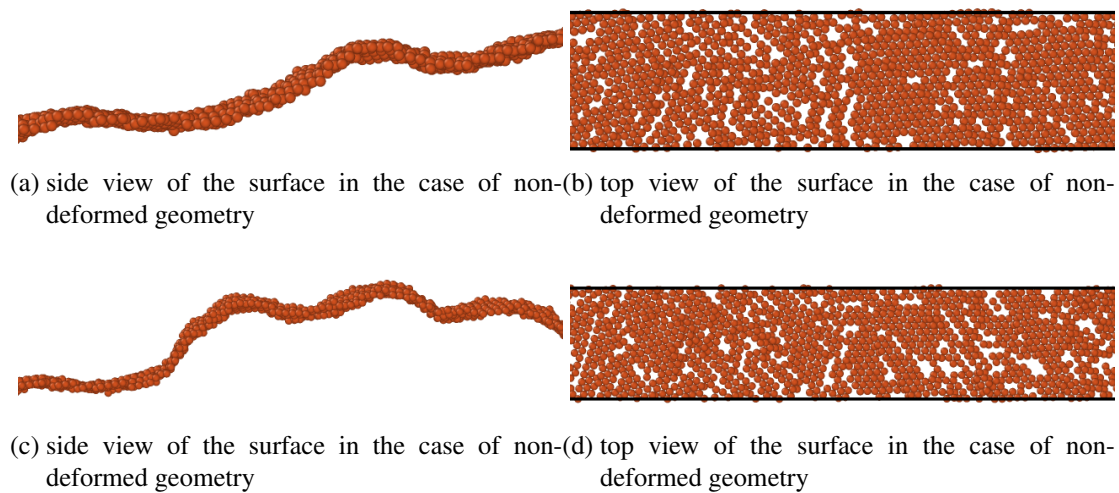 (a) side view of the surface in the case of non-
deformed geometry
(b) top view of the surface in the case of non-
deformed geometry
(c) side view of the surface in the case of non-
deformed geometry
(d) top view of the surface in the case of non-
deformed geometry